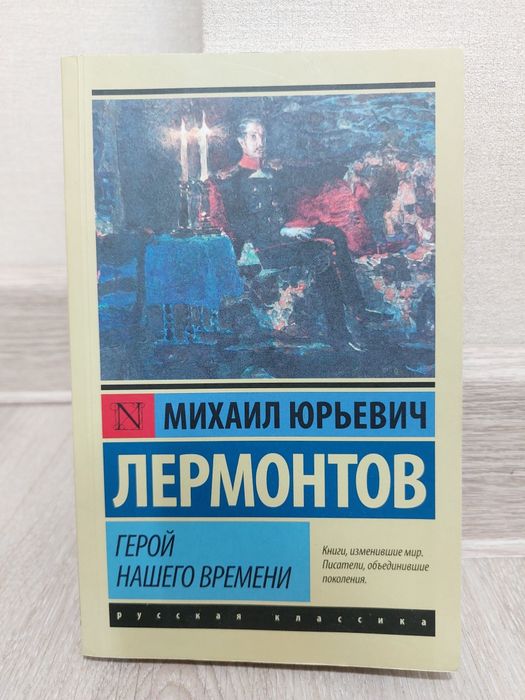 N
МИХАИЛ ЮРЬЕВИЧ
ЛЕРМОНТОВ
ГЕРОЙ
НАШЕГО ВРЕМЕНИ
Книги, изменившие мир.
Писатели, объединившие
поколения.
русская классика